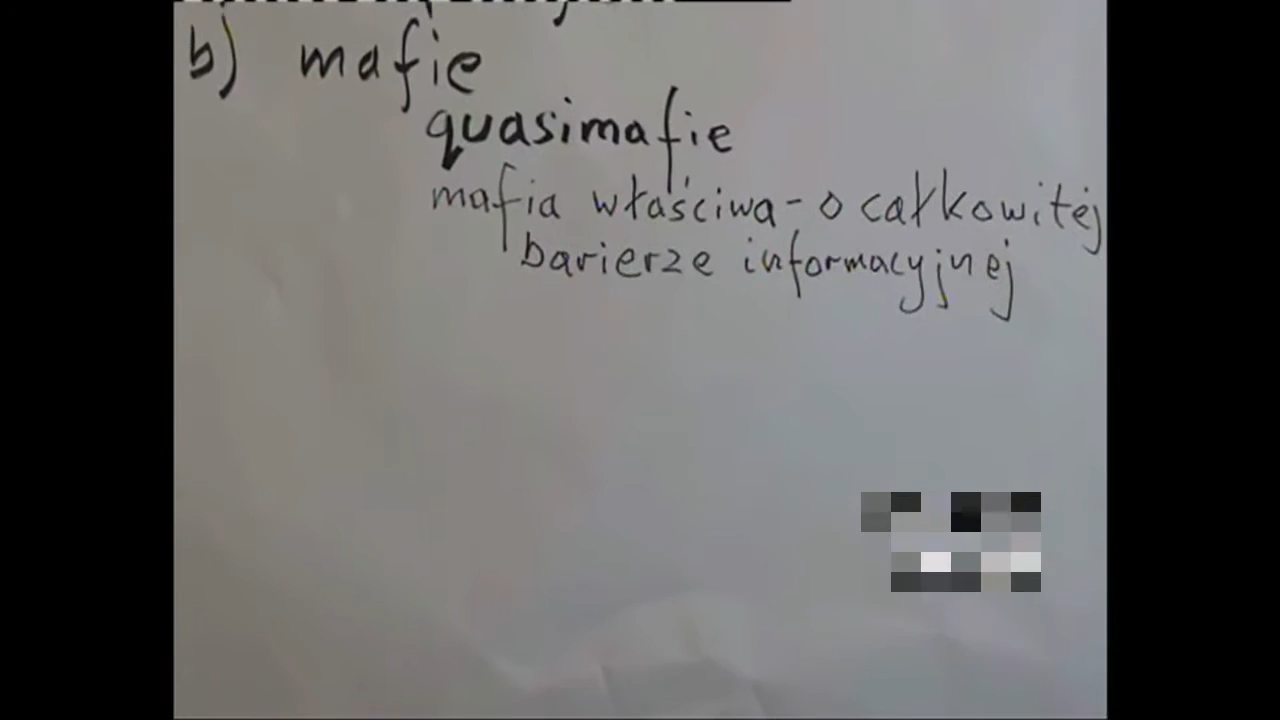 b) mafie
quasimafie
mafia właściwa - o całkowitej
barierze informacyjnej